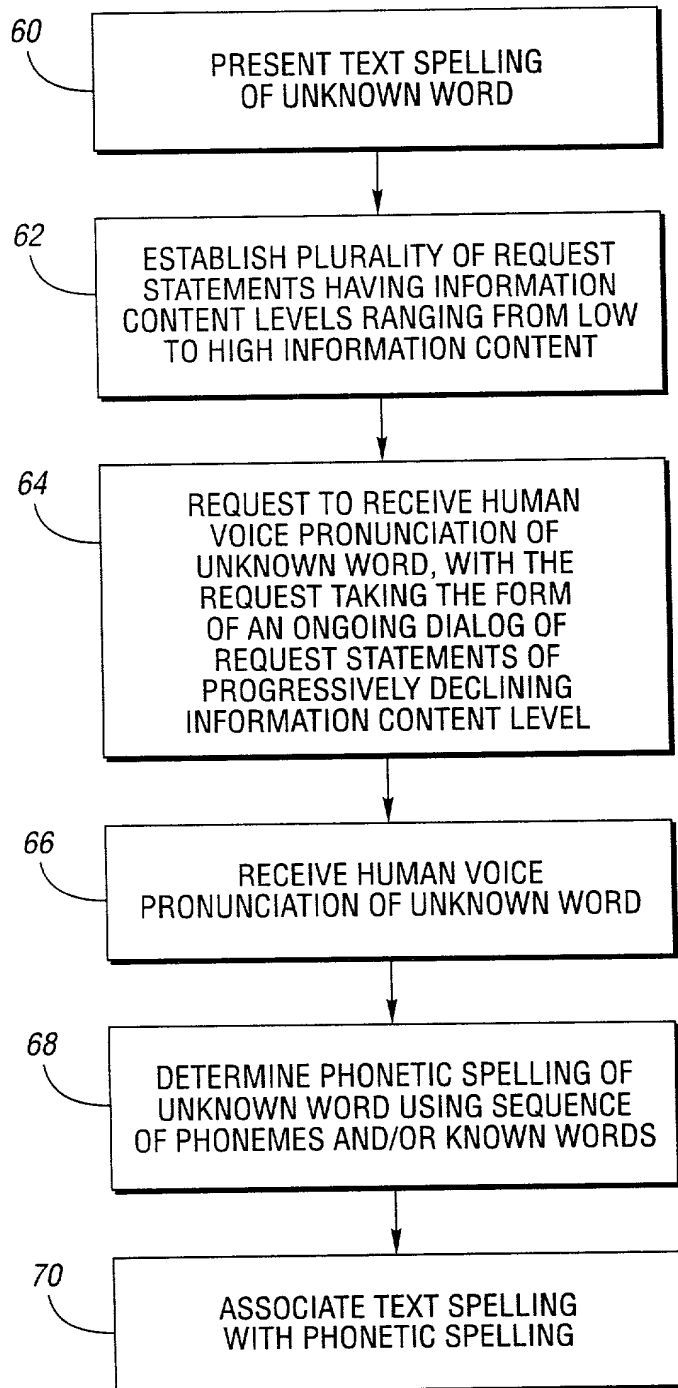 60
PRESENT TEXT SPELLING
OF UNKNOWN WORD
62
ESTABLISH PLURALITY OF REQUEST
STATEMENTS HAVING INFORMATION
CONTENT LEVELS RANGING FROM LOW
TO HIGH INFORMATION CONTENT
64
REQUEST TO RECEIVE HUMAN
VOICE PRONUNCIATION OF
UNKNOWN WORD, WITH THE
REQUEST TAKING THE FORM
OF AN ONGOING DIALOG OF
REQUEST STATEMENTS OF
PROGRESSIVELY DECLINING
INFORMATION CONTENT LEVEL
66
RECEIVE HUMAN VOICE
PRONUNCIATION OF UNKNOWN WORD
68
DETERMINE PHONETIC SPELLING OF
UNKNOWN WORD USING SEQUENCE
OF PHONEMES AND/OR KNOWN WORDS
70
ASSOCIATE TEXT SPELLING
WITH PHONETIC SPELLING